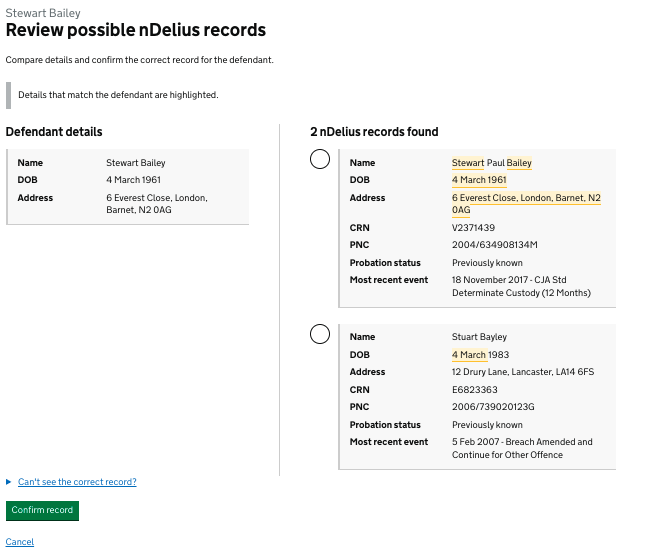 Stewart Bailey
Review possible nDelius records
Compare details and confirm the correct record for the defendant.
Details that match the defendant are highlighted.
Defendant details
Name Stewart Bailey
DOB 4 March 1961
Address 6 Everest Close, London,
Barnet, N2 0AG
2 nDelius records found
Name Stewart Paul Bailey
DOB 4 March 1961
Address 6 Everest Close, London, Barnet, N2
0AG
CRN V2371439
PNC 2004/634908134M
Probation status Previously known
Most recent event 18 November 2017 - CJA Std
Determinate Custody (12 Months)
Name Stuart Bayley
DOB 4 March 1983
Address 12 Drury Lane, Lancaster, LA14 6FS
CRN E6823363
PNC 2006/739020123G
Probation status Previously known
Most recent event 5 Feb 2007 - Breach Amended and
Continue for Other Offence
Can't see the correct record?
Confirm record
Cancel